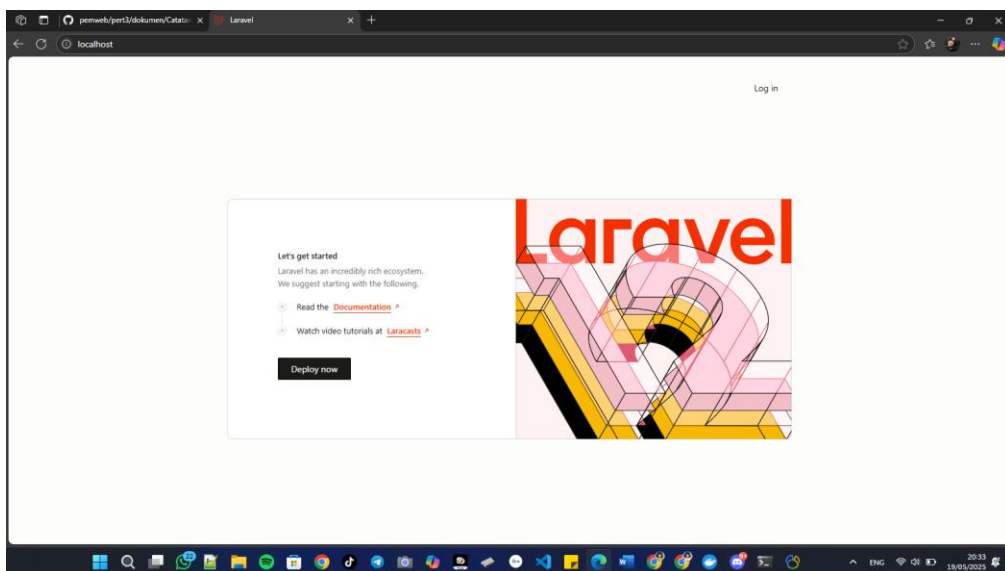 pemweb/pert3/dokumen/Catata
Laravel
localhost
Log in
Laravel
Let's get started
Laravel has an incredibly rich ecosystem.
We suggest starting with the following.
Read the Documentation
Watch video tutorials at Laracasts
Deploy now
22
ENG
20:33
19/05/2025